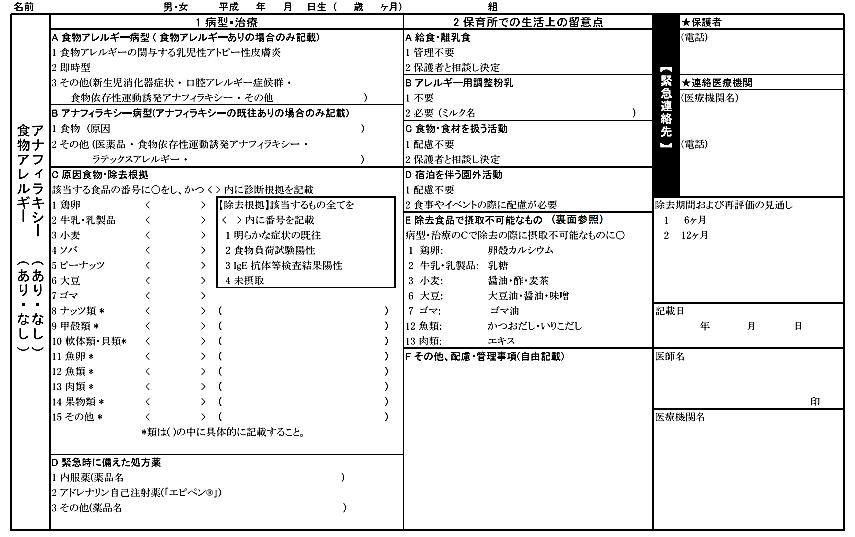 名前 男・女 平成 年 月 日生( 歳 ヶ月) 組
アナフィラキシー (あり・なし)
食物アレルギー (あり・なし)
1 病型・治療
A 食物アレルギー病型(食物アレルギーありの場合のみ記載)
1 食物アレルギーの関与する乳児性アトピー性皮膚炎
2 即時型
3 その他(新生児消化器症状・口腔アレルギー症候群・
食物依存性運動誘発アナフィラキシー・その他 )
B アナフィラキシー病型(アナフィラキシーの既往ありの場合のみ記載)
1 食物 (原因 )
2 その他(医薬品・食物依存性運動誘発アナフィラキシー・
ラテックスアレルギー・ )
C 原因食物・除去根拠
該当する食品の番号に○をし、かつ< >内に診断根拠を記載
1 鶏卵 < >
2 牛乳・乳製品 < >
3 小麦 < >
4 ソバ < >
5 ピーナッツ < >
6 大豆 < >
7 ゴマ < >
8 ナッツ類* < > ( )
9 甲殻類* < > ( )
10 軟体類・貝類* < > ( )
11 魚卵* < > ( )
12 魚類* < > ( )
13 肉類* < > ( )
14 果物類* < > ( )
15 その他* < > ( )
【除去根拠】該当するもの全てを
< >内に番号を記載
1 明らかな症状の既往
2 食物負荷試験陽性
3 IgE抗体等検査結果陽性
4 未摂取
*類は( )の中に具体的に記載すること。
D 緊急時に備えた処方薬
1 内服薬(薬品名 )
2 アドレナリン自己注射薬(「エピペン®」)
3 その他(薬品名 )
2 保育所での生活上の留意点
A 給食・離乳食
1 管理不要
2 保護者と相談し決定
B アレルギー用調整粉乳
1 不要
2 必要(ミルク名 )
C 食物・食材を扱う活動
1 配慮不要
2 保護者と相談し決定
D 宿泊を伴う園外活動
1 配慮不要
2 食事やイベントの際に配慮が必要
E 除去食品で摂取不可能なもの (裏面参照)
病型・治療のCで除去の際に摂取不可能なものに○
1 鶏卵: 卵殻カルシウム
2 牛乳・乳製品: 乳糖
3 小麦: 醤油・酢・麦茶
6 大豆: 大豆油・醤油・味噌
7 ゴマ: ゴマ油
12 魚類: かつおだし・いりこだし
13 肉類: エキス
F その他、配慮・管理事項(自由記載)
【緊急連絡先】
★保護者
(電話)
★連絡医療機関
(医療機関名)
(電話)
除去期間および再評価の見通し
1 6ヶ月
2 12ヶ月
記載日
年 月 日
医師名
印
医療機関名